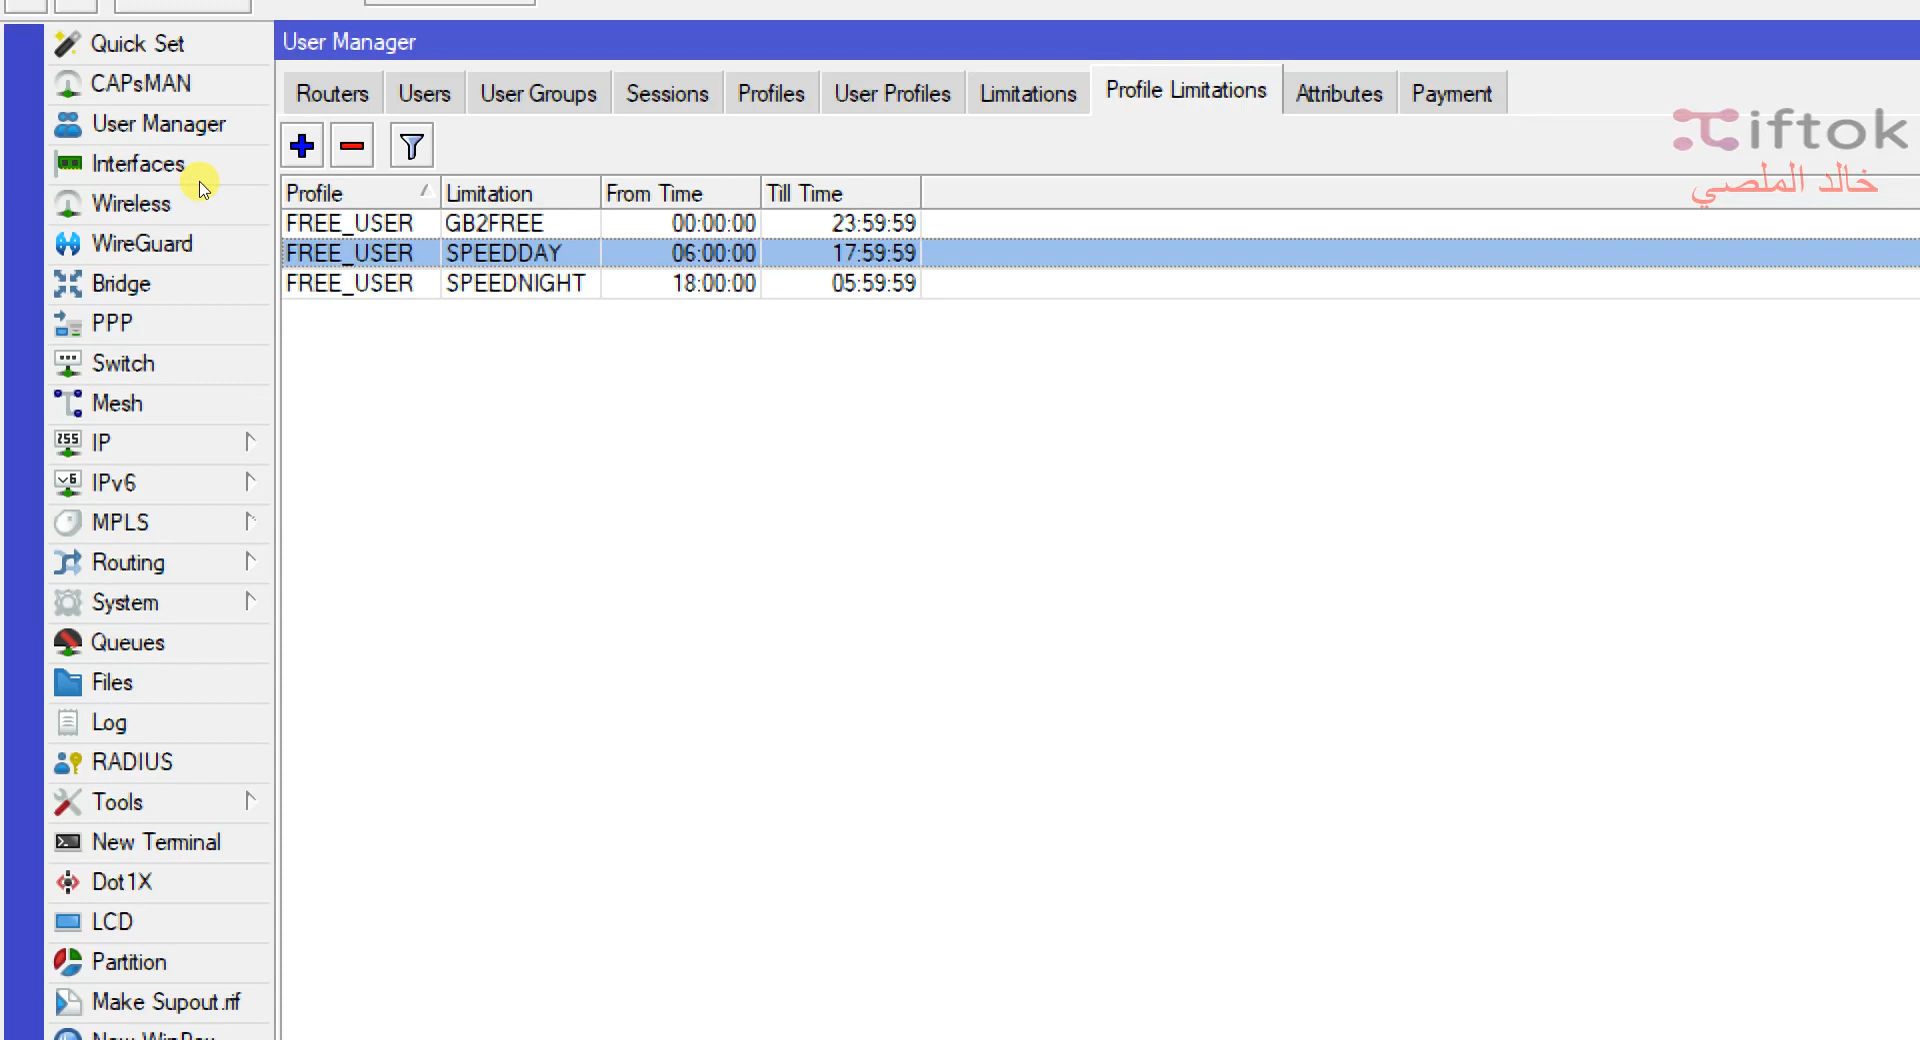 Quick Set
CAPsMAN
User Manager
Interfaces
Wireless
WireGuard
Bridge
PPP
Switch
Mesh
IP
IPv6
MPLS
Routing
System
Queues
Files
Log
RADIUS
Tools
New Terminal
Dot1X
LCD
Partition
Make Supout.rif
New WinBox
User Manager
Routers Users User Groups Sessions Profiles User Profiles Limitations Profile Limitations Attributes Payment
Profile Limitation From Time Till Time
FREE_USER GB2FREE 00:00:00 23:59:59
FREE_USER SPEEDDAY 06:00:00 17:59:59
FREE_USER SPEEDNIGHT 18:00:00 05:59:59
iftok
خالد الملصي